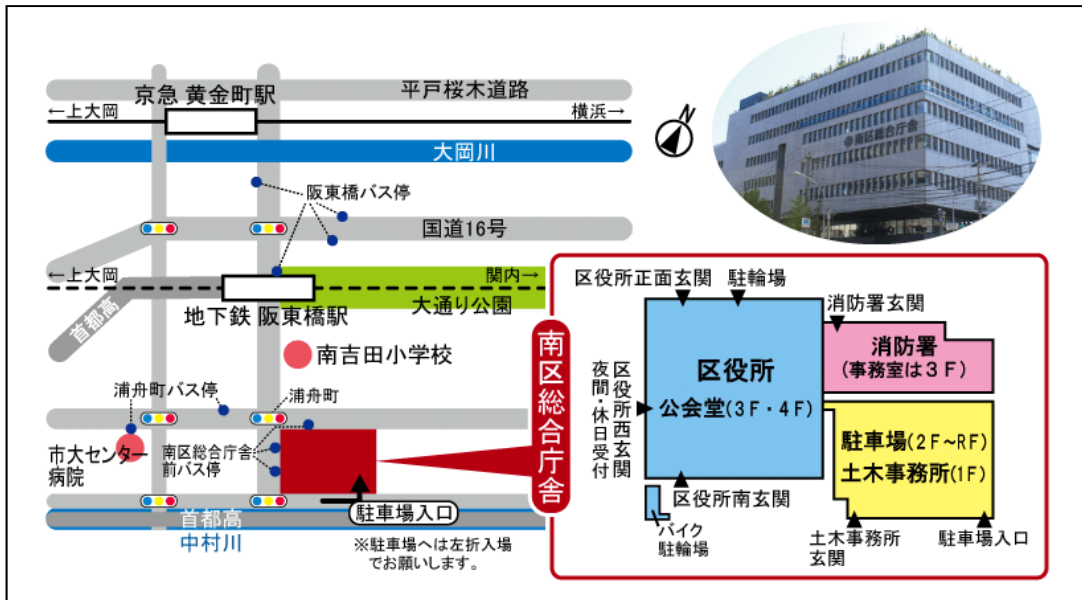 京急 黄金町駅
平戸桜木道路
←上大岡
横浜→
大岡川
N
南区総合庁舎
阪東橋バス停
国道16号
←上大岡
関内→
首都高
地下鉄 阪東橋駅
大通り公園
南吉田小学校
浦舟町バス停
浦舟町
市大センター
病院
南区総合庁舎
前バス停
駐車場入口
首都高
中村川
※駐車場へは左折入場
でお願いします。
南区総合庁舎
区役所正面玄関
駐輪場
消防署玄関
消防署
(事務室は3F)
区役所
公会堂(3F・4F)
区役所西玄関
夜間・休日受付
駐車場(2F~RF)
土木事務所(1F)
区役所南玄関
バイク
駐輪場
土木事務所
玄関
駐車場入口